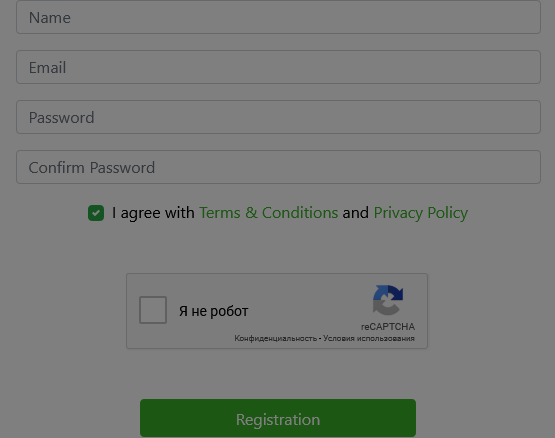 Name
Email
Password
Confirm Password
I agree with Terms & Conditions and Privacy Policy
Я не робот
reCAPTCHA
Конфиденциальность - Условия использования
Registration